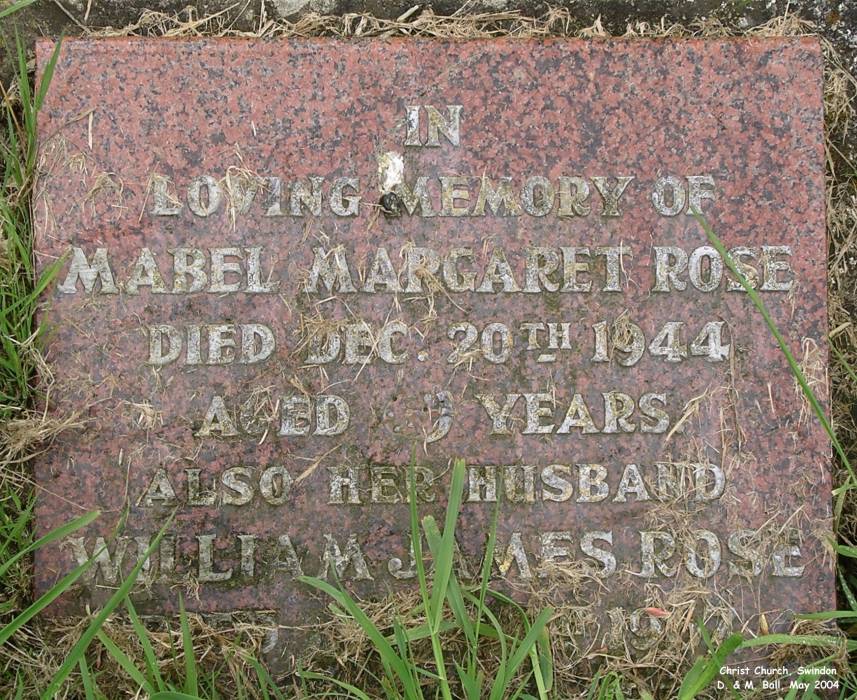 IN
LOVING MEMORY OF
MABEL MARGARET ROSE
DIED DEC. 20TH 1944
AGED YEARS
ALSO HER HUSBAND
WILLIAM JAMES ROSE
Christ Church, Swindon
D. & M. Ball, May 2004